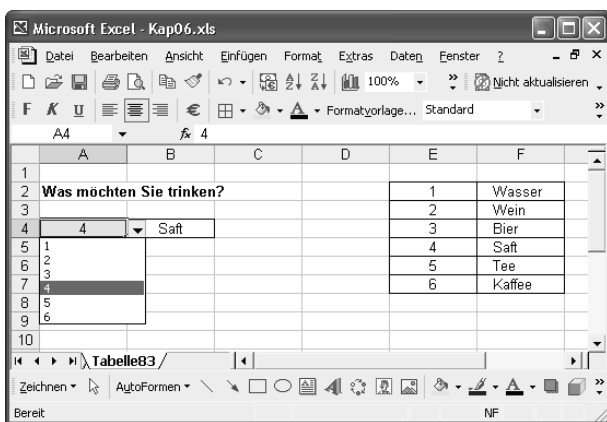 Microsoft Excel - Kap06.xls
Datei Bearbeiten Ansicht Einfügen Format Extras Daten Fenster ?
100% Nicht aktualisieren
F K U € A Formatvorlage... Standard
A4 fx 4
A B C D E F
1
2 Was möchten Sie trinken? 1 Wasser
3 2 Wein
4 4 Saft 3 Bier
5 1 4 Saft
6 2 3 5 Tee
7 4 6 Kaffee
8 5
9 6
10
Tabelle83
Zeichnen AutoFormen A
Bereit NF